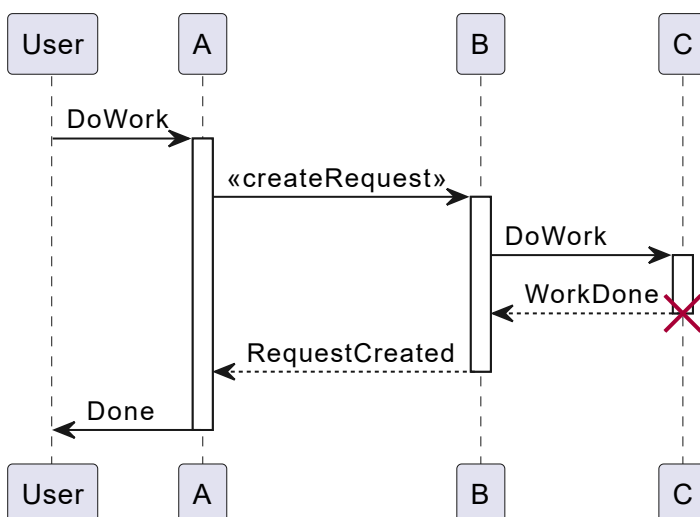 User A B C
DoWork
«createRequest»
DoWork
WorkDone
RequestCreated
Done
User A B C